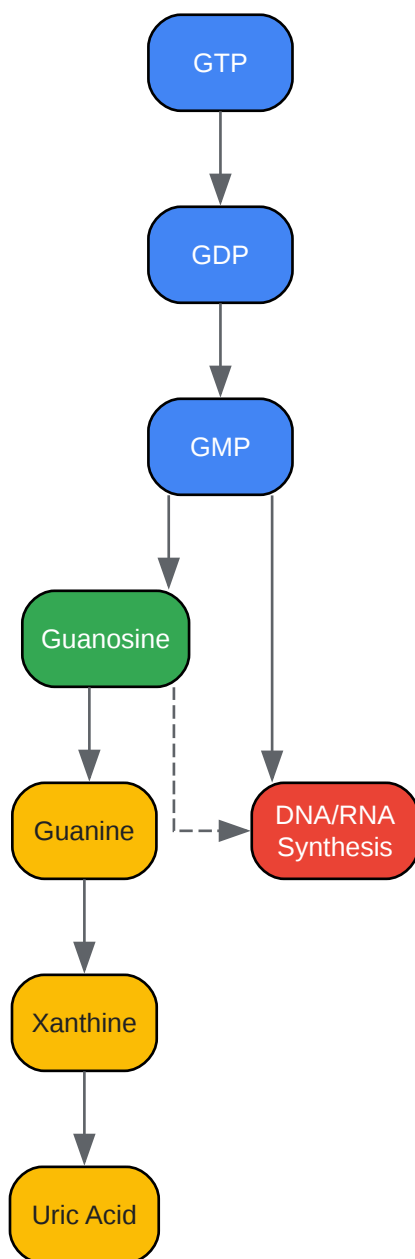 GTP
GDP
GMP
Guanosine
Guanine
DNA/RNA
Synthesis
Xanthine
Uric Acid